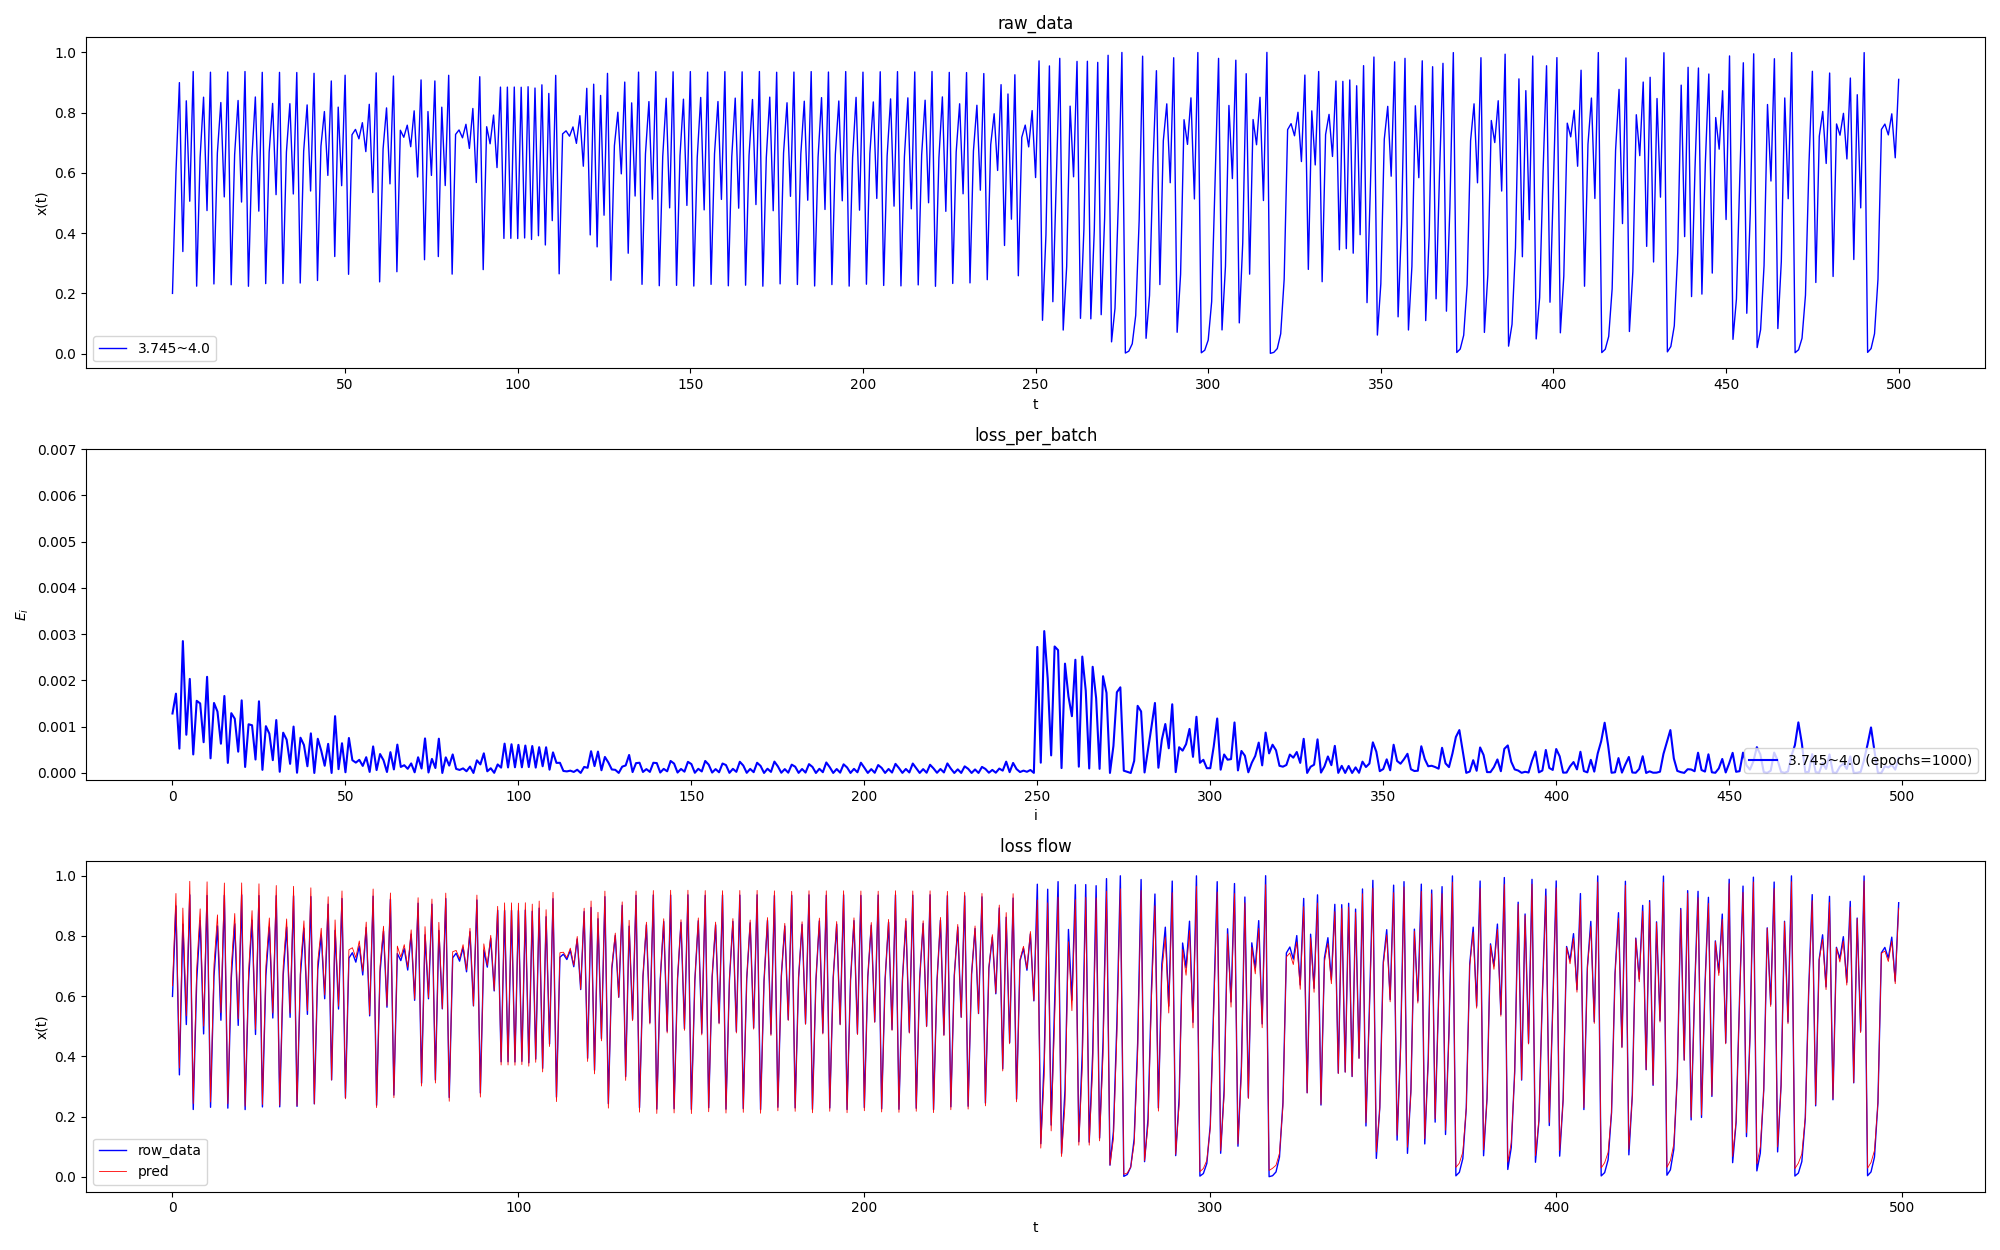 raw_data
x(t)
1.0
0.8
0.6
0.4
0.2
0.0
3.745~4.0
50 100 150 200 250 300 350 400 450 500
t
loss_per_batch
E_i
0.007
0.006
0.005
0.004
0.003
0.002
0.001
0.000
3.745~4.0 (epochs=1000)
0 50 100 150 200 250 300 350 400 450 500
i
loss flow
x(t)
1.0
0.8
0.6
0.4
0.2
0.0
row_data
pred
0 100 200 300 400 500
t